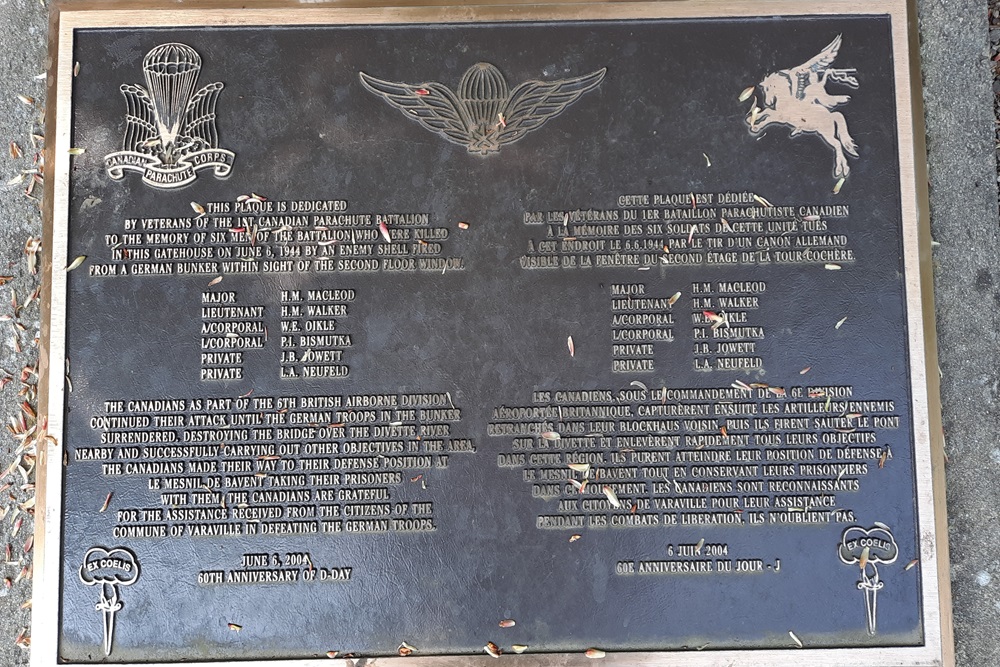 CANADIAN PARACHUTE CORPS
THIS PLAQUE IS DEDICATED
BY VETERANS OF THE 1ST CANADIAN PARACHUTE BATTALION
TO THE MEMORY OF SIX MEN OF THE BATTALION WHO WERE KILLED
IN THIS GATEHOUSE ON JUNE 6, 1944 BY AN ENEMY SHELL FIRED
FROM A GERMAN BUNKER WITHIN SIGHT OF THE SECOND FLOOR WINDOW.
MAJOR H.M. MACLEOD
LIEUTENANT H.M. WALKER
A/CORPORAL W.E. OIKLE
L/CORPORAL P.I. BISMUTKA
PRIVATE J.B. JOWETT
PRIVATE L.A. NEUFELD
THE CANADIANS AS PART OF THE 6TH BRITISH AIRBORNE DIVISION
CONTINUED THEIR ATTACK UNTIL THE GERMAN TROOPS IN THE BUNKER
SURRENDERED, DESTROYING THE BRIDGE OVER THE DIVETTE RIVER
NEARBY AND SUCCESSFULLY CARRYING OUT OTHER OBJECTIVES IN THE AREA,
THE CANADIANS MADE THEIR WAY TO THEIR DEFENSE POSITION AT
LE MESNIL DE BAVENT TAKING THEIR PRISONERS
WITH THEM, THE CANADIANS ARE GRATEFUL
FOR THE ASSISTANCE RECEIVED FROM THE CITIZENS OF THE
COMMUNE OF VARAVILLE IN DEFEATING THE GERMAN TROOPS.
EX COELIS
JUNE 6, 2004
60TH ANNIVERSARY OF D-DAY
CETTE PLAQUE EST DÉDIÉE
PAR LES VÉTÉRANS DU 1ER BATAILLON PARACHUTISTE CANADIEN
À LA MÉMOIRE DES SIX SOLDATS DE CETTE UNITÉ TUÉS
À CET ENDROIT LE 6.6.1944 PAR LE TIR D'UN CANON ALLEMAND
VISIBLE DE LA FENÊTRE DU SECOND ÉTAGE DE LA TOUR COCHÈRE.
MAJOR H.M. MACLEOD
LIEUTENANT H.M. WALKER
A/CORPORAL W.E. OIKLE
L/CORPORAL P.I. BISMUTKA
PRIVATE J.B. JOWETT
PRIVATE L.A. NEUFELD
LES CANADIENS, SOUS LE COMMANDEMENT DE LA 6E DIVISION
AÉROPORTÉE BRITANNIQUE, CAPTURÈRENT ENSUITE LES ARTILLEURS ENNEMIS
RETRANCHÉS DANS LEUR BLOCKHAUS VOISIN, PUIS ILS FIRENT SAUTER LE PONT
SUR LA DIVETTE ET ENLEVÈRENT RAPIDEMENT TOUS LEURS OBJECTIFS
DANS CETTE RÉGION. ILS PURENT ATTEINDRE LEUR POSITION DE DÉFENSE À
LE MESNIL DE BAVENT TOUT EN CONSERVANT LEURS PRISONNIERS
DANS CE MOUVEMENT. LES CANADIENS SONT RECONNAISSANTS
AUX CITOYENS DE VARAVILLE POUR LEUR ASSISTANCE
PENDANT LES COMBATS DE LIBERATION. ILS N'OUBLIENT PAS.
6 JUIN 2004
60E ANNIVERSAIRE DU JOUR - J
EX COELIS